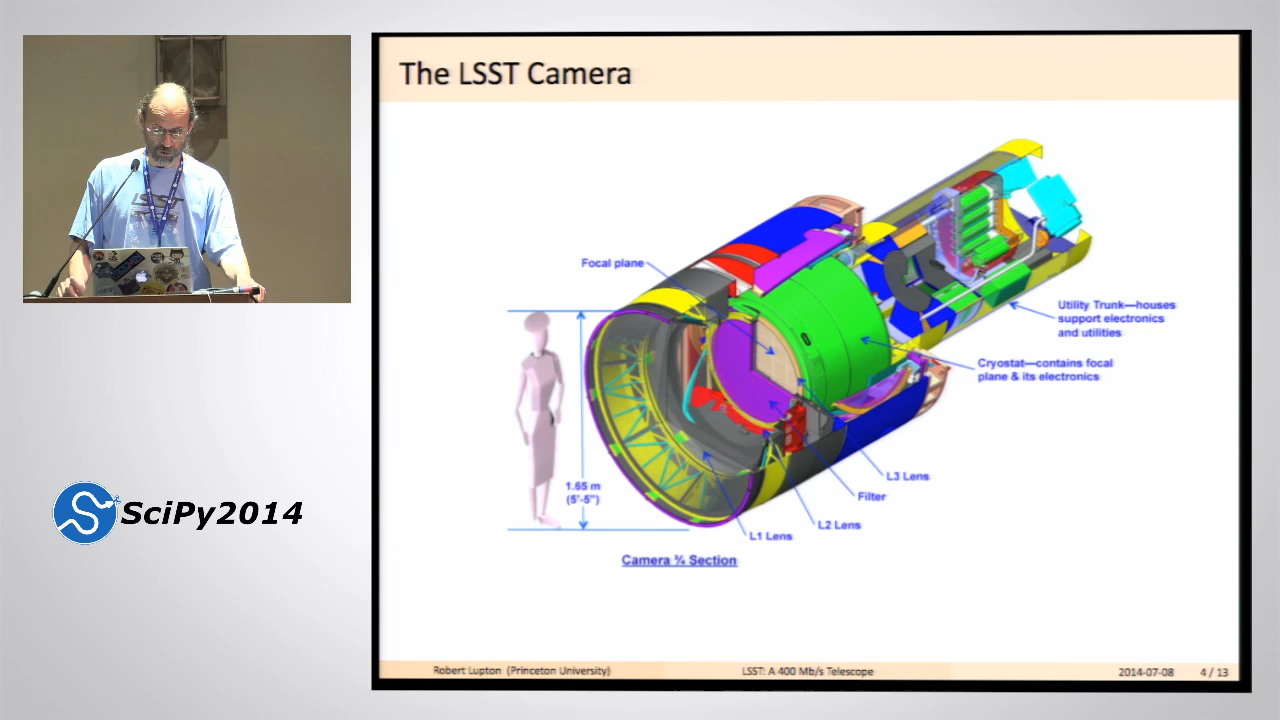 The LSST Camera
Focal plane
Utility Trunk—houses
support electronics
and utilities
Cryostat—contains focal
plane & its electronics
1.65 m
(5'-5")
L3 Lens
Filter
L2 Lens
L1 Lens
Camera ¾ Section
LSST
SciPy2014
Robert Lupton (Princeton University)
LSST: A 400 Mb/s Telescope
2014-07-08
4 / 13